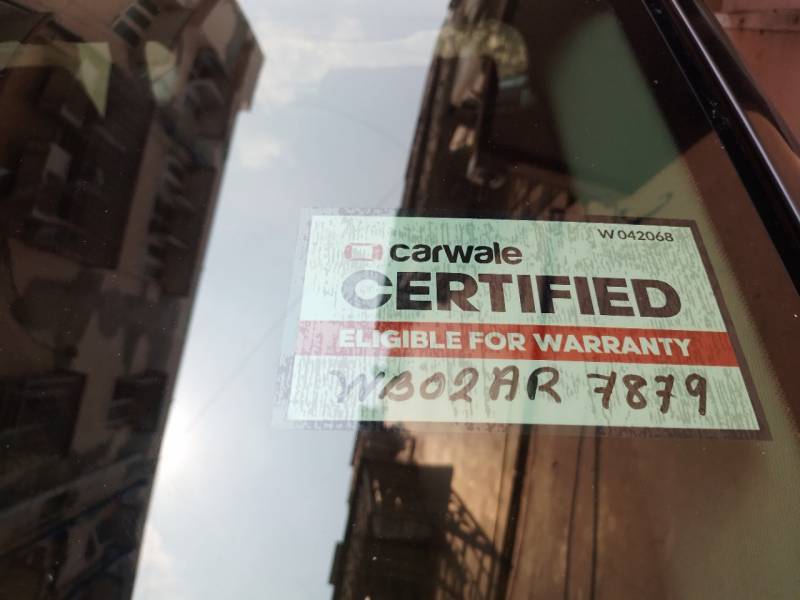 W 042068
carwale
CERTIFIED
ELIGIBLE FOR WARRANTY
WB02AR 7879